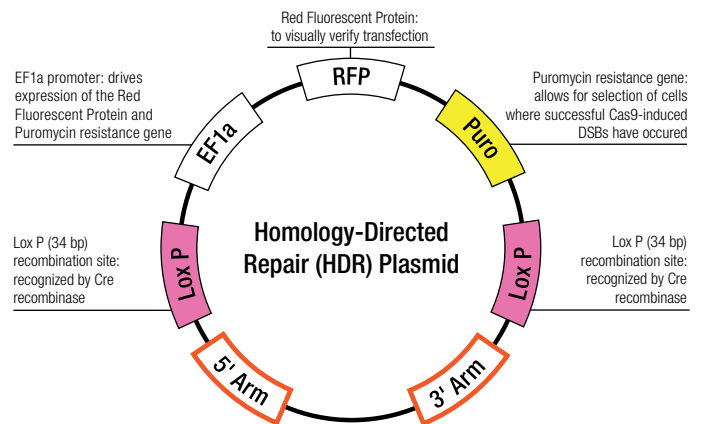 Red Fluorescent Protein:
to visually verify transfection
RFP
EF1a promoter: drives
expression of the Red
Fluorescent Protein and
Puromycin resistance gene
EF1a
Puromycin resistance gene:
allows for selection of cells
where successful Cas9-induced
DSBs have occured
Puro
Homology-Directed
Repair (HDR) Plasmid
Lox P (34 bp)
recombination site:
recognized by Cre
recombinase
Lox P
Lox P (34 bp)
recombination site:
recognized by Cre
recombinase
Lox P
5' Arm
3' Arm